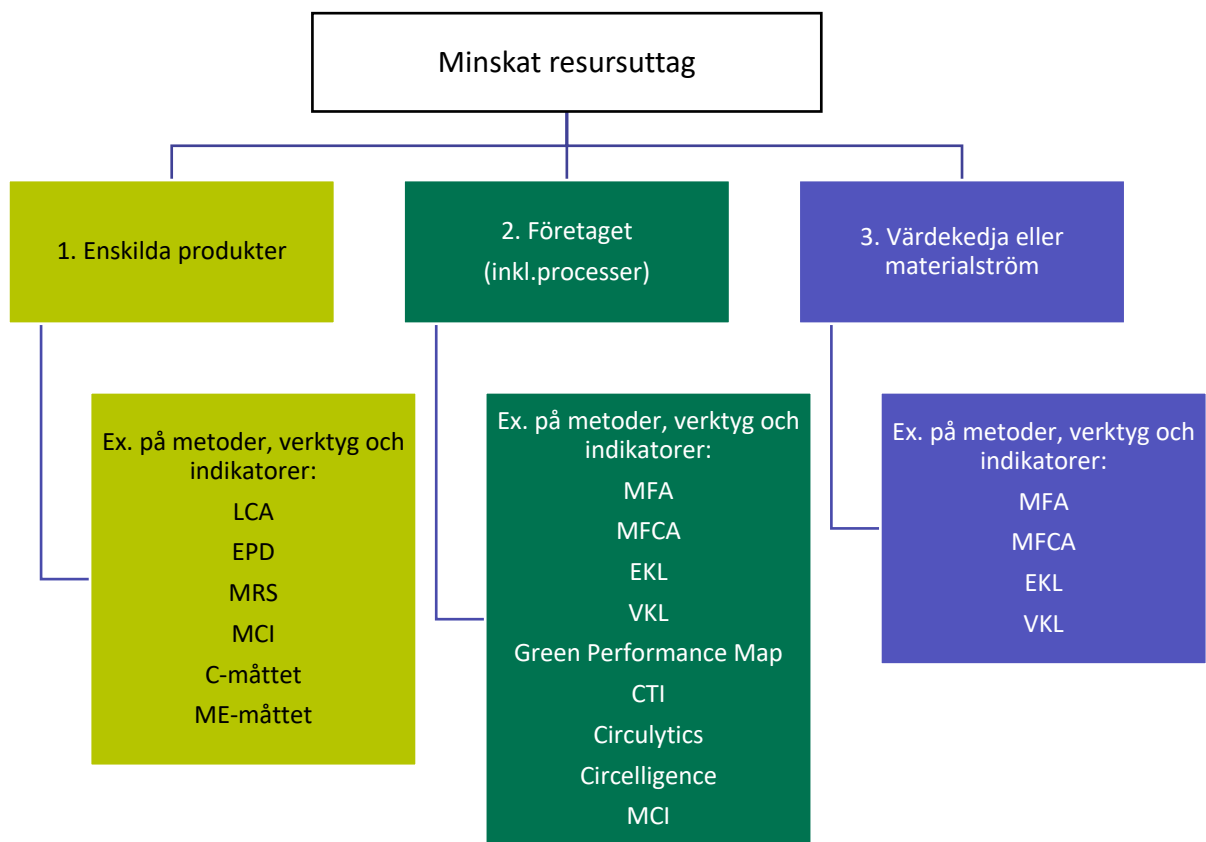 Minskat resursuttag
1. Enskilda produkter
2. Företaget
(inkl.processer)
3. Värdekedja eller
materialström
Ex. på metoder, verktyg och
indikatorer:
LCA
EPD
MRS
MCI
C-måttet
ME-måttet
Ex. på metoder, verktyg och
indikatorer:
MFA
MFCA
EKL
VKL
Green Performance Map
CTI
Circulytics
Circelligence
MCI
Ex. på metoder, verktyg och
indikatorer:
MFA
MFCA
EKL
VKL